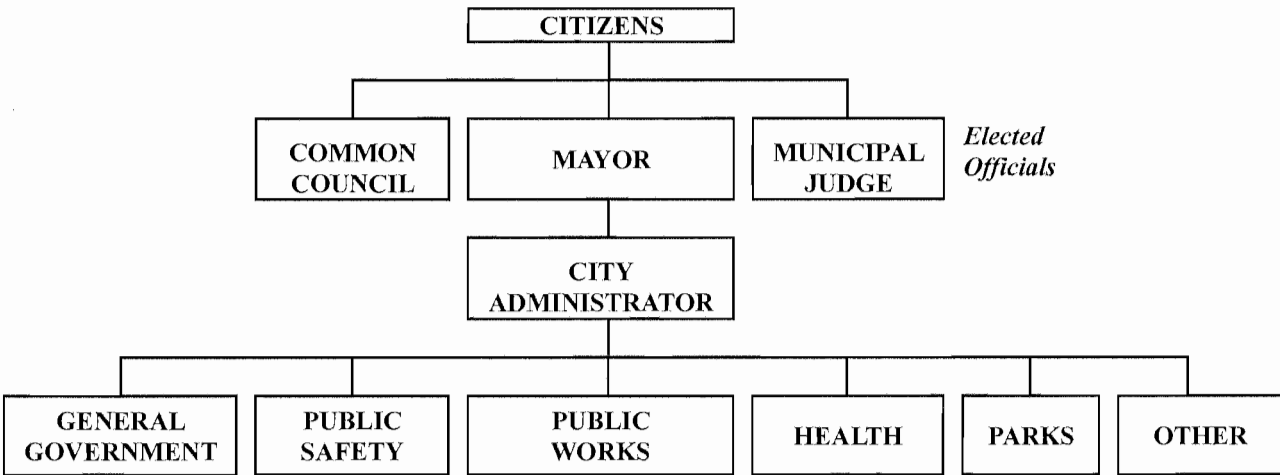 CITIZENS
COMMON
COUNCIL
MAYOR
MUNICIPAL
JUDGE
Elected
Officials
CITY
ADMINISTRATOR
GENERAL
GOVERNMENT
PUBLIC
SAFETY
PUBLIC
WORKS
HEALTH
PARKS
OTHER